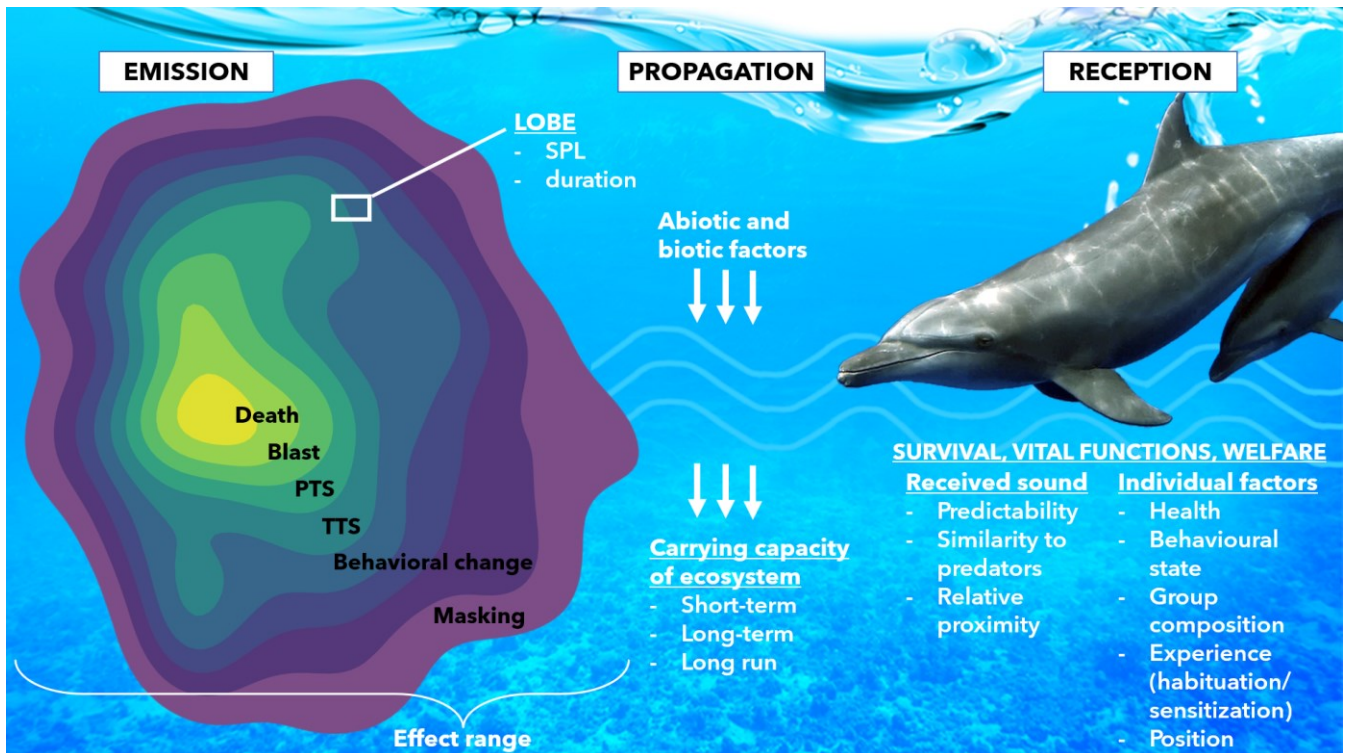 EMISSION
PROPAGATION
RECEPTION
LOBE
- SPL
- duration
Abiotic and
biotic factors
Death
Blast
PTS
TTS
Behavioral change
Masking
Effect range
Carrying capacity
of ecosystem
- Short-term
- Long-term
- Long run
SURVIVAL, VITAL FUNCTIONS, WELFARE
Received sound
- Predictability
- Similarity to
predators
- Relative
proximity
Individual factors
- Health
- Behavioural
state
- Group
composition
- Experience
(habituation/
sensitization)
- Position